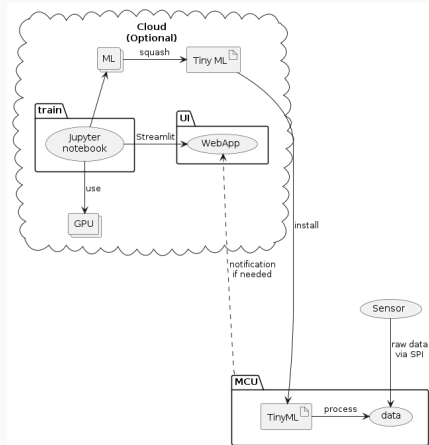 Cloud
(Optional)
ML
squash
Tiny ML
train
Jupyter
notebook
Streamlit
UI
WebApp
use
GPU
install
notification
if needed
Sensor
raw data
via SPI
MCU
TinyML
process
data